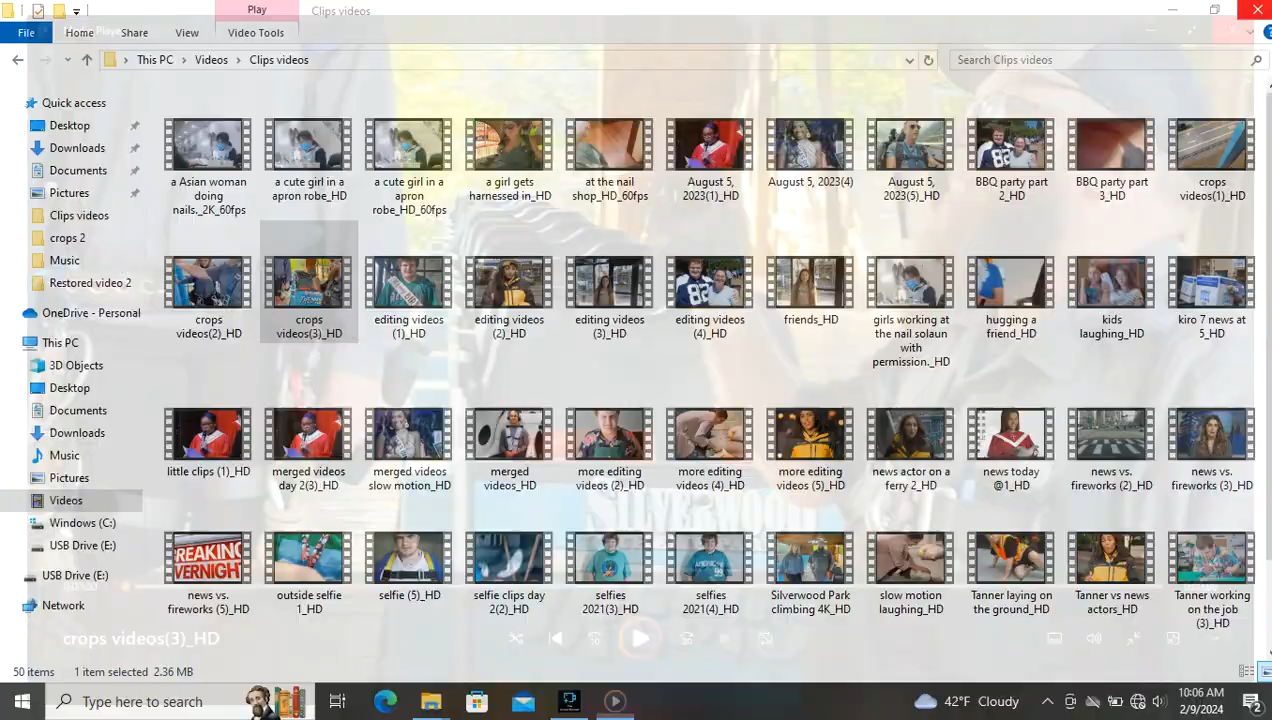 Play
Clips videos
File
Home
Share
View
Video Tools
This PC
Videos
Clips videos
Search Clips videos
Quick access
Desktop
Downloads
Documents
Pictures
Clips videos
crops 2
Music
Restored video 2
OneDrive - Personal
This PC
3D Objects
Desktop
Documents
Downloads
Music
Pictures
Videos
Windows (C:)
USB Drive (E:)
USB Drive (E:)
Network
a Asian woman
doing
nails._2K_60fps
a cute girl in a
apron robe_HD
a cute girl in a
apron
robe_HD_60fps
a girl gets
harnessed in_HD
at the nail
shop_HD_60fps
August 5,
2023(1)_HD
August 5, 2023(4)
August 5,
2023(5)_HD
BBQ party part
2_HD
BBQ party part
3_HD
crops
videos(1)_HD
crops
videos(2)_HD
crops
videos(3)_HD
editing videos
(1)_HD
editing videos
(2)_HD
editing videos
(3)_HD
editing videos
(4)_HD
friends_HD
girls working at
the nail solaun
with
permission._HD
hugging a
friend_HD
kids
laughing_HD
kiro 7 news at
5_HD
little clips (1)_HD
merged videos
day 2(3)_HD
merged videos
slow motion_HD
merged
videos_HD
more editing
videos (2)_HD
more editing
videos (4)_HD
more editing
videos (5)_HD
news actor on a
ferry 2_HD
news today
@1_HD
news vs.
fireworks (2)_HD
news vs.
fireworks (3)_HD
SILVERWOOD
BREAKING
OVERNIGHT
news vs.
fireworks (5)_HD
outside selfie
1_HD
selfie (5)_HD
selfie clips day
2(2)_HD
selfies
2021(3)_HD
selfies
2021(4)_HD
Silverwood Park
climbing 4K_HD
slow motion
laughing_HD
Tanner laying on
the ground_HD
Tanner vs news
actors_HD
Tanner working
on the job
(3)_HD
crops videos(3)_HD
50 items
1 item selected 2.36 MB
Type here to search
42°F Cloudy
10:06 AM
2/9/2024
2